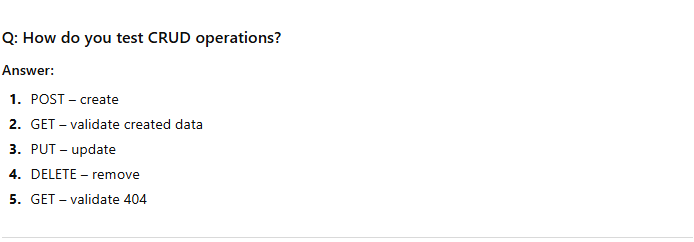 Q: How do you test CRUD operations?
Answer:
1. POST – create
2. GET – validate created data
3. PUT – update
4. DELETE – remove
5. GET – validate 404